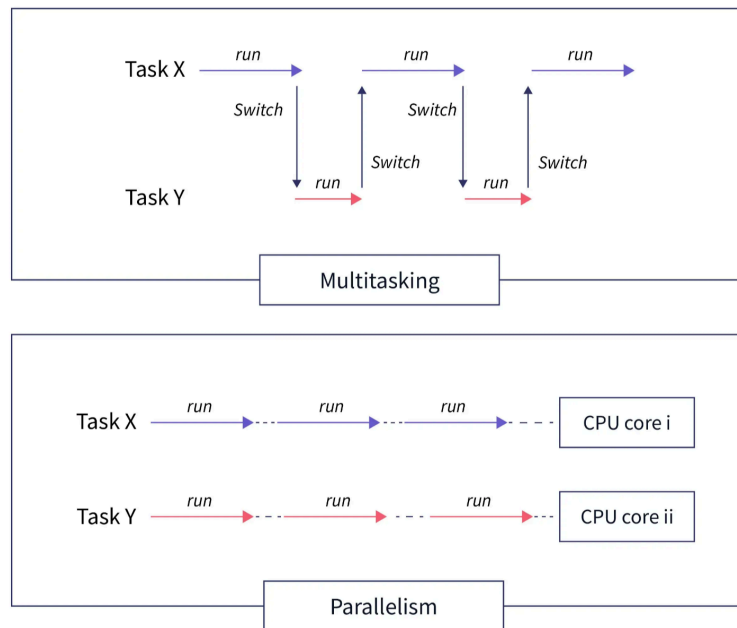 run run run
Task X
Switch Switch
Switch Switch
run run
Task Y
Multitasking
run run run
Task X CPU core i
run run run
Task Y CPU core ii
Parallelism